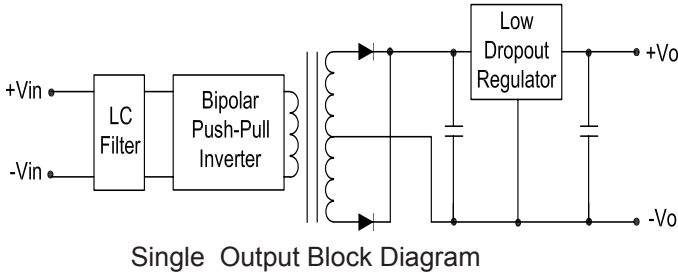 Low
Dropout
Regulator
+Vo
+Vin
LC
Filter
Bipolar
Push-Pull
Inverter
-Vin
-Vo
Single Output Block Diagram